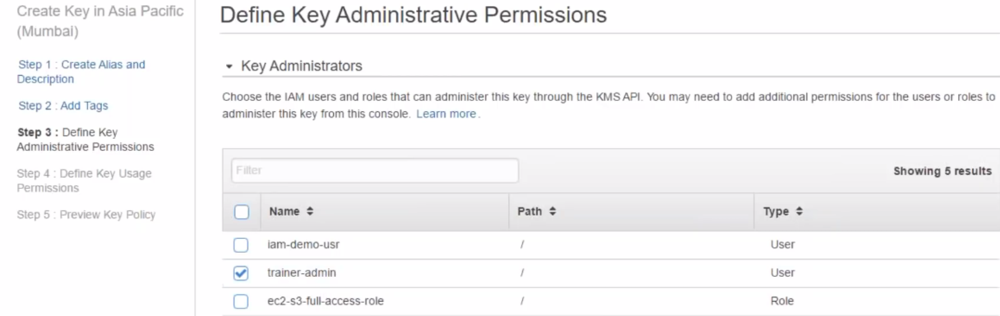 Create Key in Asia Pacific
(Mumbai)
Step 1 : Create Alias and
Description
Step 2 : Add Tags
Step 3 : Define Key
Administrative Permissions
Step 4 : Define Key Usage
Permissions
Step 5 : Preview Key Policy
Define Key Administrative Permissions
Key Administrators
Choose the IAM users and roles that can administer this key through the KMS API. You may need to add additional permissions for the users or roles to
administer this key from this console. Learn more.
Filter
Showing 5 results
Name Path Type
iam-demo-usr / User
trainer-admin / User
ec2-s3-full-access-role / Role